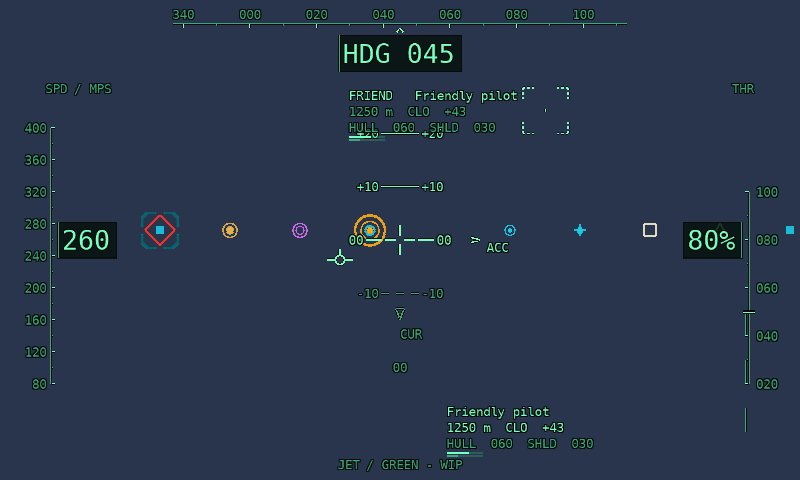 340 000 020 040 060 080 100
HDG 045
SPD / MPS
THR
FRIEND Friendly pilot
1250 m CLO +43
HULL 060 SHLD 030
+20 +20
400
360
320
280
240
200
160
120
80
260
+10 +10
00 00
ACC
-10 -10
CUR
00
100
080
060
040
020
80%
Friendly pilot
1250 m CLO +43
HULL 060 SHLD 030
JET / GREEN - WIP